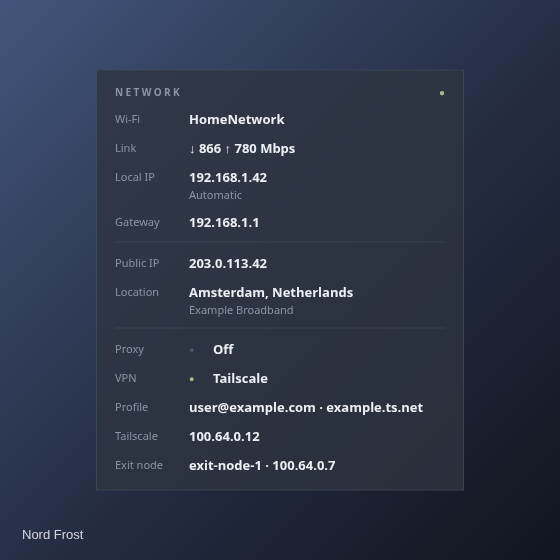 NETWORK
Wi-Fi HomeNetwork
Link ↓ 866 ↑ 780 Mbps
Local IP 192.168.1.42
Automatic
Gateway 192.168.1.1
Public IP 203.0.113.42
Location Amsterdam, Netherlands
Example Broadband
Proxy Off
VPN Tailscale
Profile user@example.com · example.ts.net
Tailscale 100.64.0.12
Exit node exit-node-1 · 100.64.0.7
Nord Frost